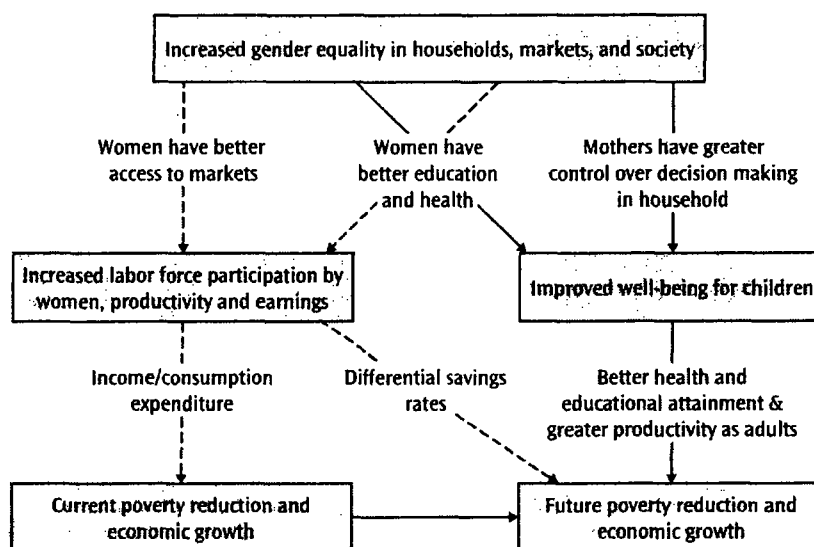 Increased gender equality in households, markets, and society
Women have better
access to markets
Women have
better education
and health
Mothers have greater
control over decision making
in household
Increased labor force participation by
women, productivity and earnings
Improved well-being for children
Income/consumption
expenditure
Differential savings
rates
Better health and
educational attainment &
greater productivity as adults
Current poverty reduction and
economic growth
Future poverty reduction and
economic growth